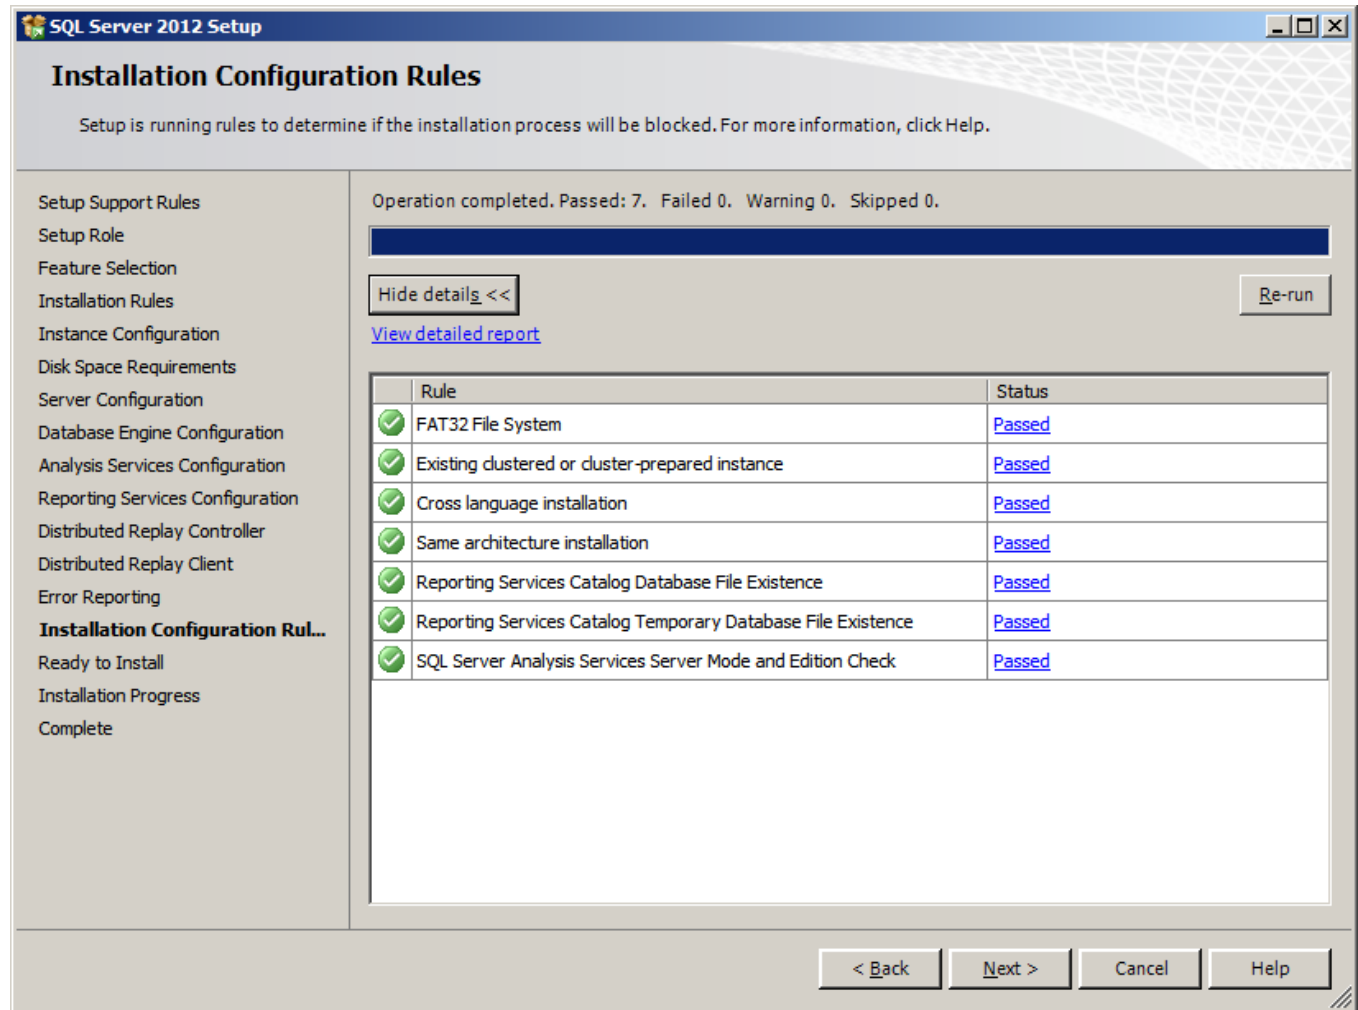 SQL Server 2012 Setup
Installation Configuration Rules
Setup is running rules to determine if the installation process will be blocked. For more information, click Help.
Setup Support Rules
Setup Role
Feature Selection
Installation Rules
Instance Configuration
Disk Space Requirements
Server Configuration
Database Engine Configuration
Analysis Services Configuration
Reporting Services Configuration
Distributed Replay Controller
Distributed Replay Client
Error Reporting
Installation Configuration Rul...
Ready to Install
Installation Progress
Complete
Operation completed. Passed: 7. Failed 0. Warning 0. Skipped 0.
Hide details << Re-run
View detailed report
Rule Status
FAT32 File System Passed
Existing clustered or cluster-prepared instance Passed
Cross language installation Passed
Same architecture installation Passed
Reporting Services Catalog Database File Existence Passed
Reporting Services Catalog Temporary Database File Existence Passed
SQL Server Analysis Services Server Mode and Edition Check Passed
< Back Next > Cancel Help